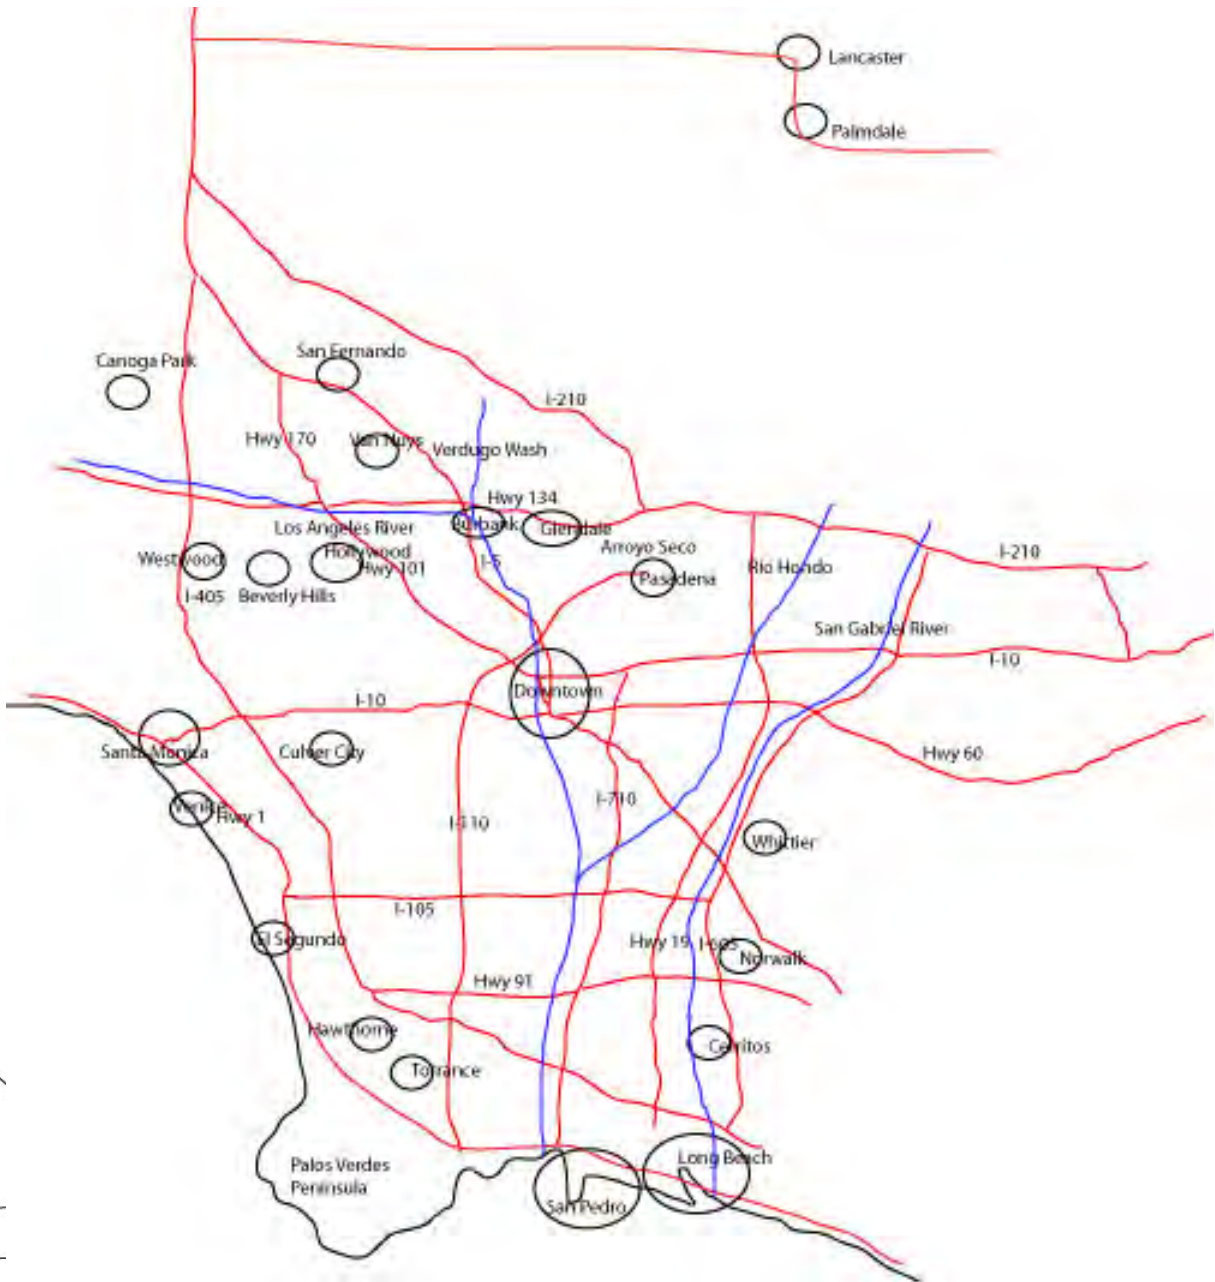 Lancaster
Palmdale
San Fernando
Canoga Park
I-210
Hwy 170
Van Nuys
Verdugo Wash
Hwy 134
Burbank
Glendale
Los Angeles River
Arroyo Seco
Hollywood
I-210
Westwood
I-5
Hwy 101
Rio Hondo
Pasadena
I-405
Beverly Hills
San Gabriel River
I-10
Downtown
I-10
Santa Monica
Culver City
Hwy 60
I-710
Venice
Hwy 1
I-110
Whittier
I-105
El Segundo
Hwy 19
I-605
Norwalk
Hwy 91
Hawthorne
Cerritos
Torrance
Long Beach
Palos Verdes
Peninsula
San Pedro